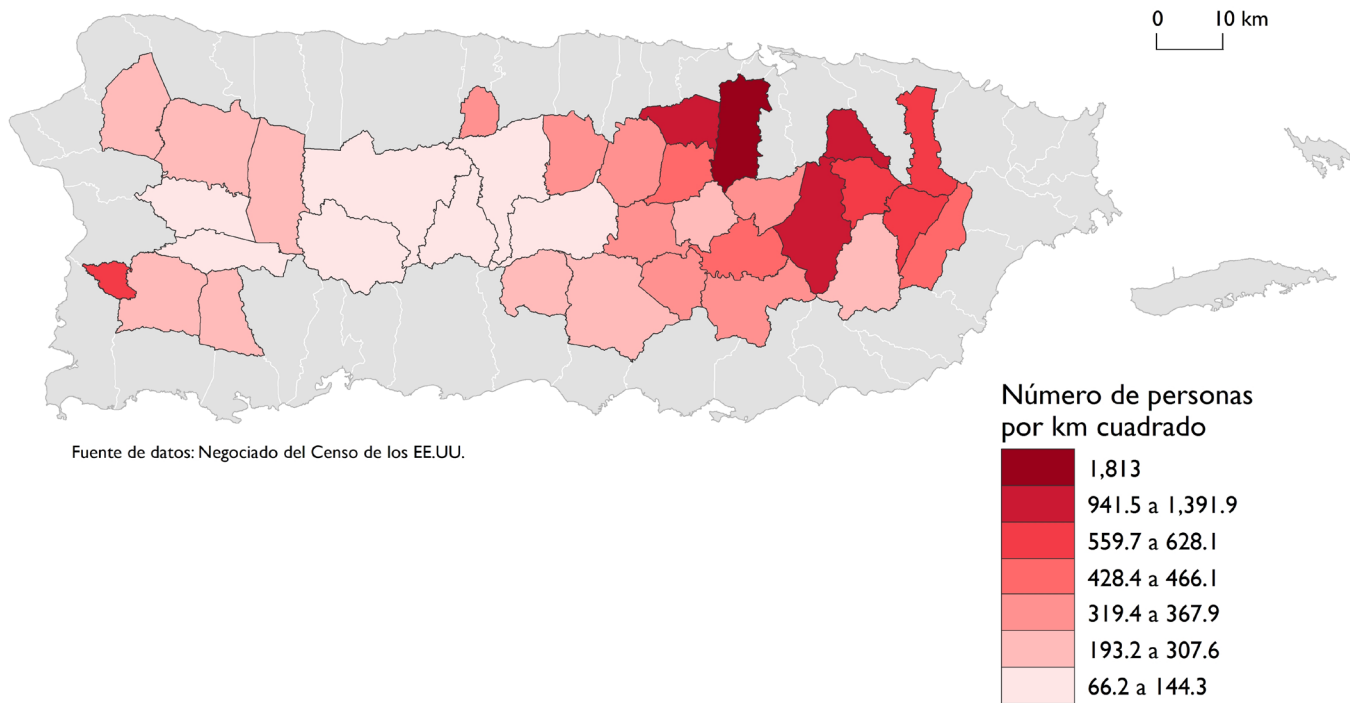 0 10 km
Fuente de datos: Negociado del Censo de los EE.UU.
Número de personas
por km cuadrado
1,813
941.5 a 1,391.9
559.7 a 628.1
428.4 a 466.1
319.4 a 367.9
193.2 a 307.6
66.2 a 144.3